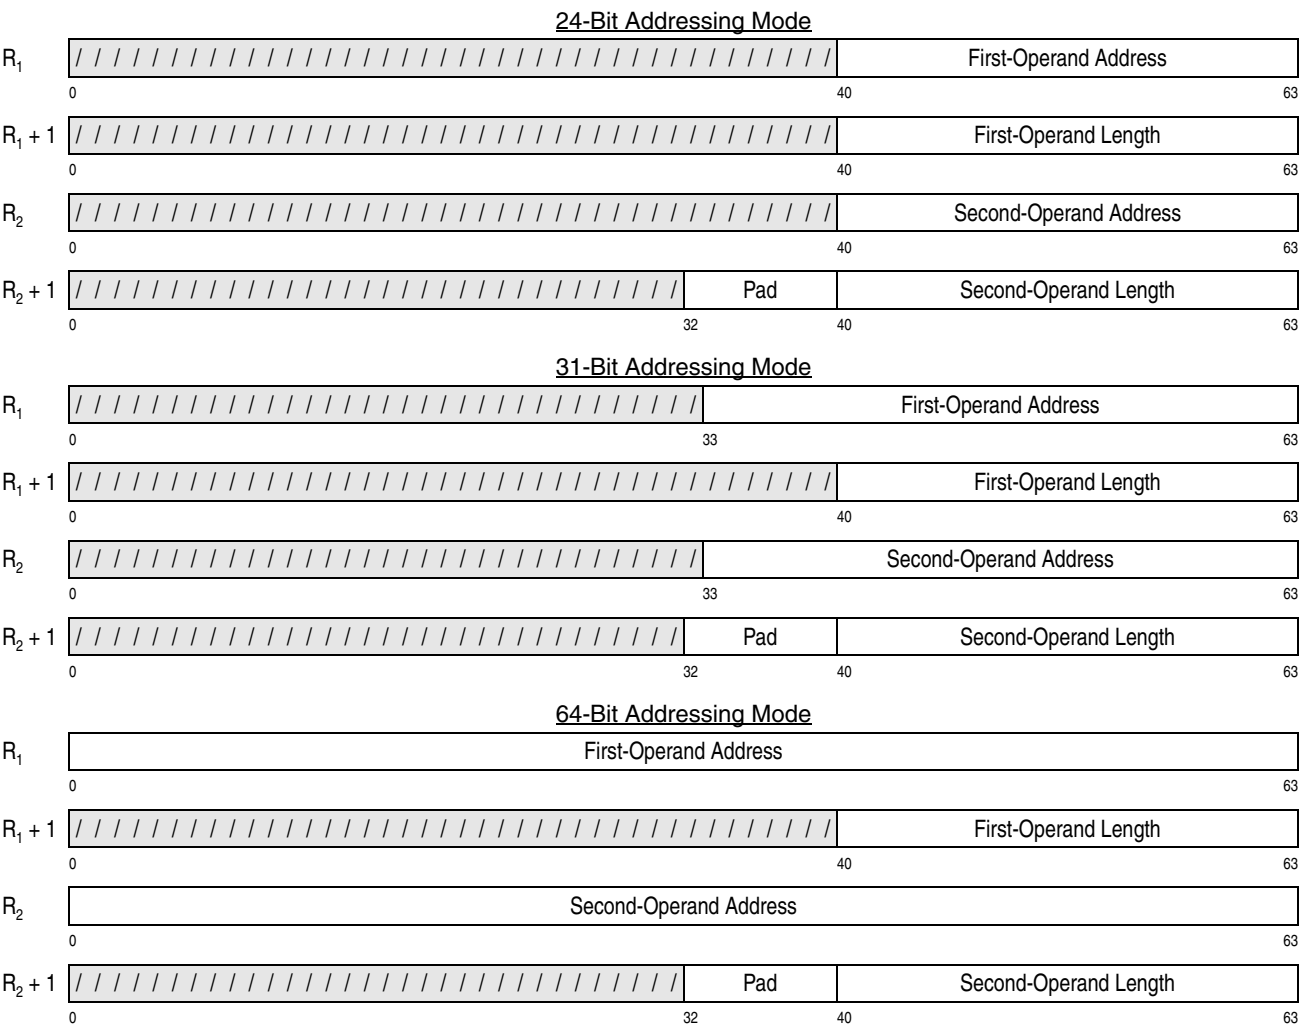 24-Bit Addressing Mode
R₁ / / / / / / / / / / / / / / / / / / / / / / / / / / / / / / / / / / / / / / / / First-Operand Address
0 40 63
R₁ + 1 / / / / / / / / / / / / / / / / / / / / / / / / / / / / / / / / / / / / / / / / First-Operand Length
0 40 63
R₂ / / / / / / / / / / / / / / / / / / / / / / / / / / / / / / / / / / / / / / / / Second-Operand Address
0 40 63
R₂ + 1 / / / / / / / / / / / / / / / / / / / / / / / / / / / / / / / / Pad Second-Operand Length
0 32 40 63
31-Bit Addressing Mode
R₁ / / / / / / / / / / / / / / / / / / / / / / / / / / / / / / / / / First-Operand Address
0 33 63
R₁ + 1 / / / / / / / / / / / / / / / / / / / / / / / / / / / / / / / / / / / / / / / / First-Operand Length
0 40 63
R₂ / / / / / / / / / / / / / / / / / / / / / / / / / / / / / / / / / Second-Operand Address
0 33 63
R₂ + 1 / / / / / / / / / / / / / / / / / / / / / / / / / / / / / / / / Pad Second-Operand Length
0 32 40 63
64-Bit Addressing Mode
R₁ First-Operand Address
0 63
R₁ + 1 / / / / / / / / / / / / / / / / / / / / / / / / / / / / / / / / / / / / / / / / First-Operand Length
0 40 63
R₂ Second-Operand Address
0 63
R₂ + 1 / / / / / / / / / / / / / / / / / / / / / / / / / / / / / / / / Pad Second-Operand Length
0 32 40 63